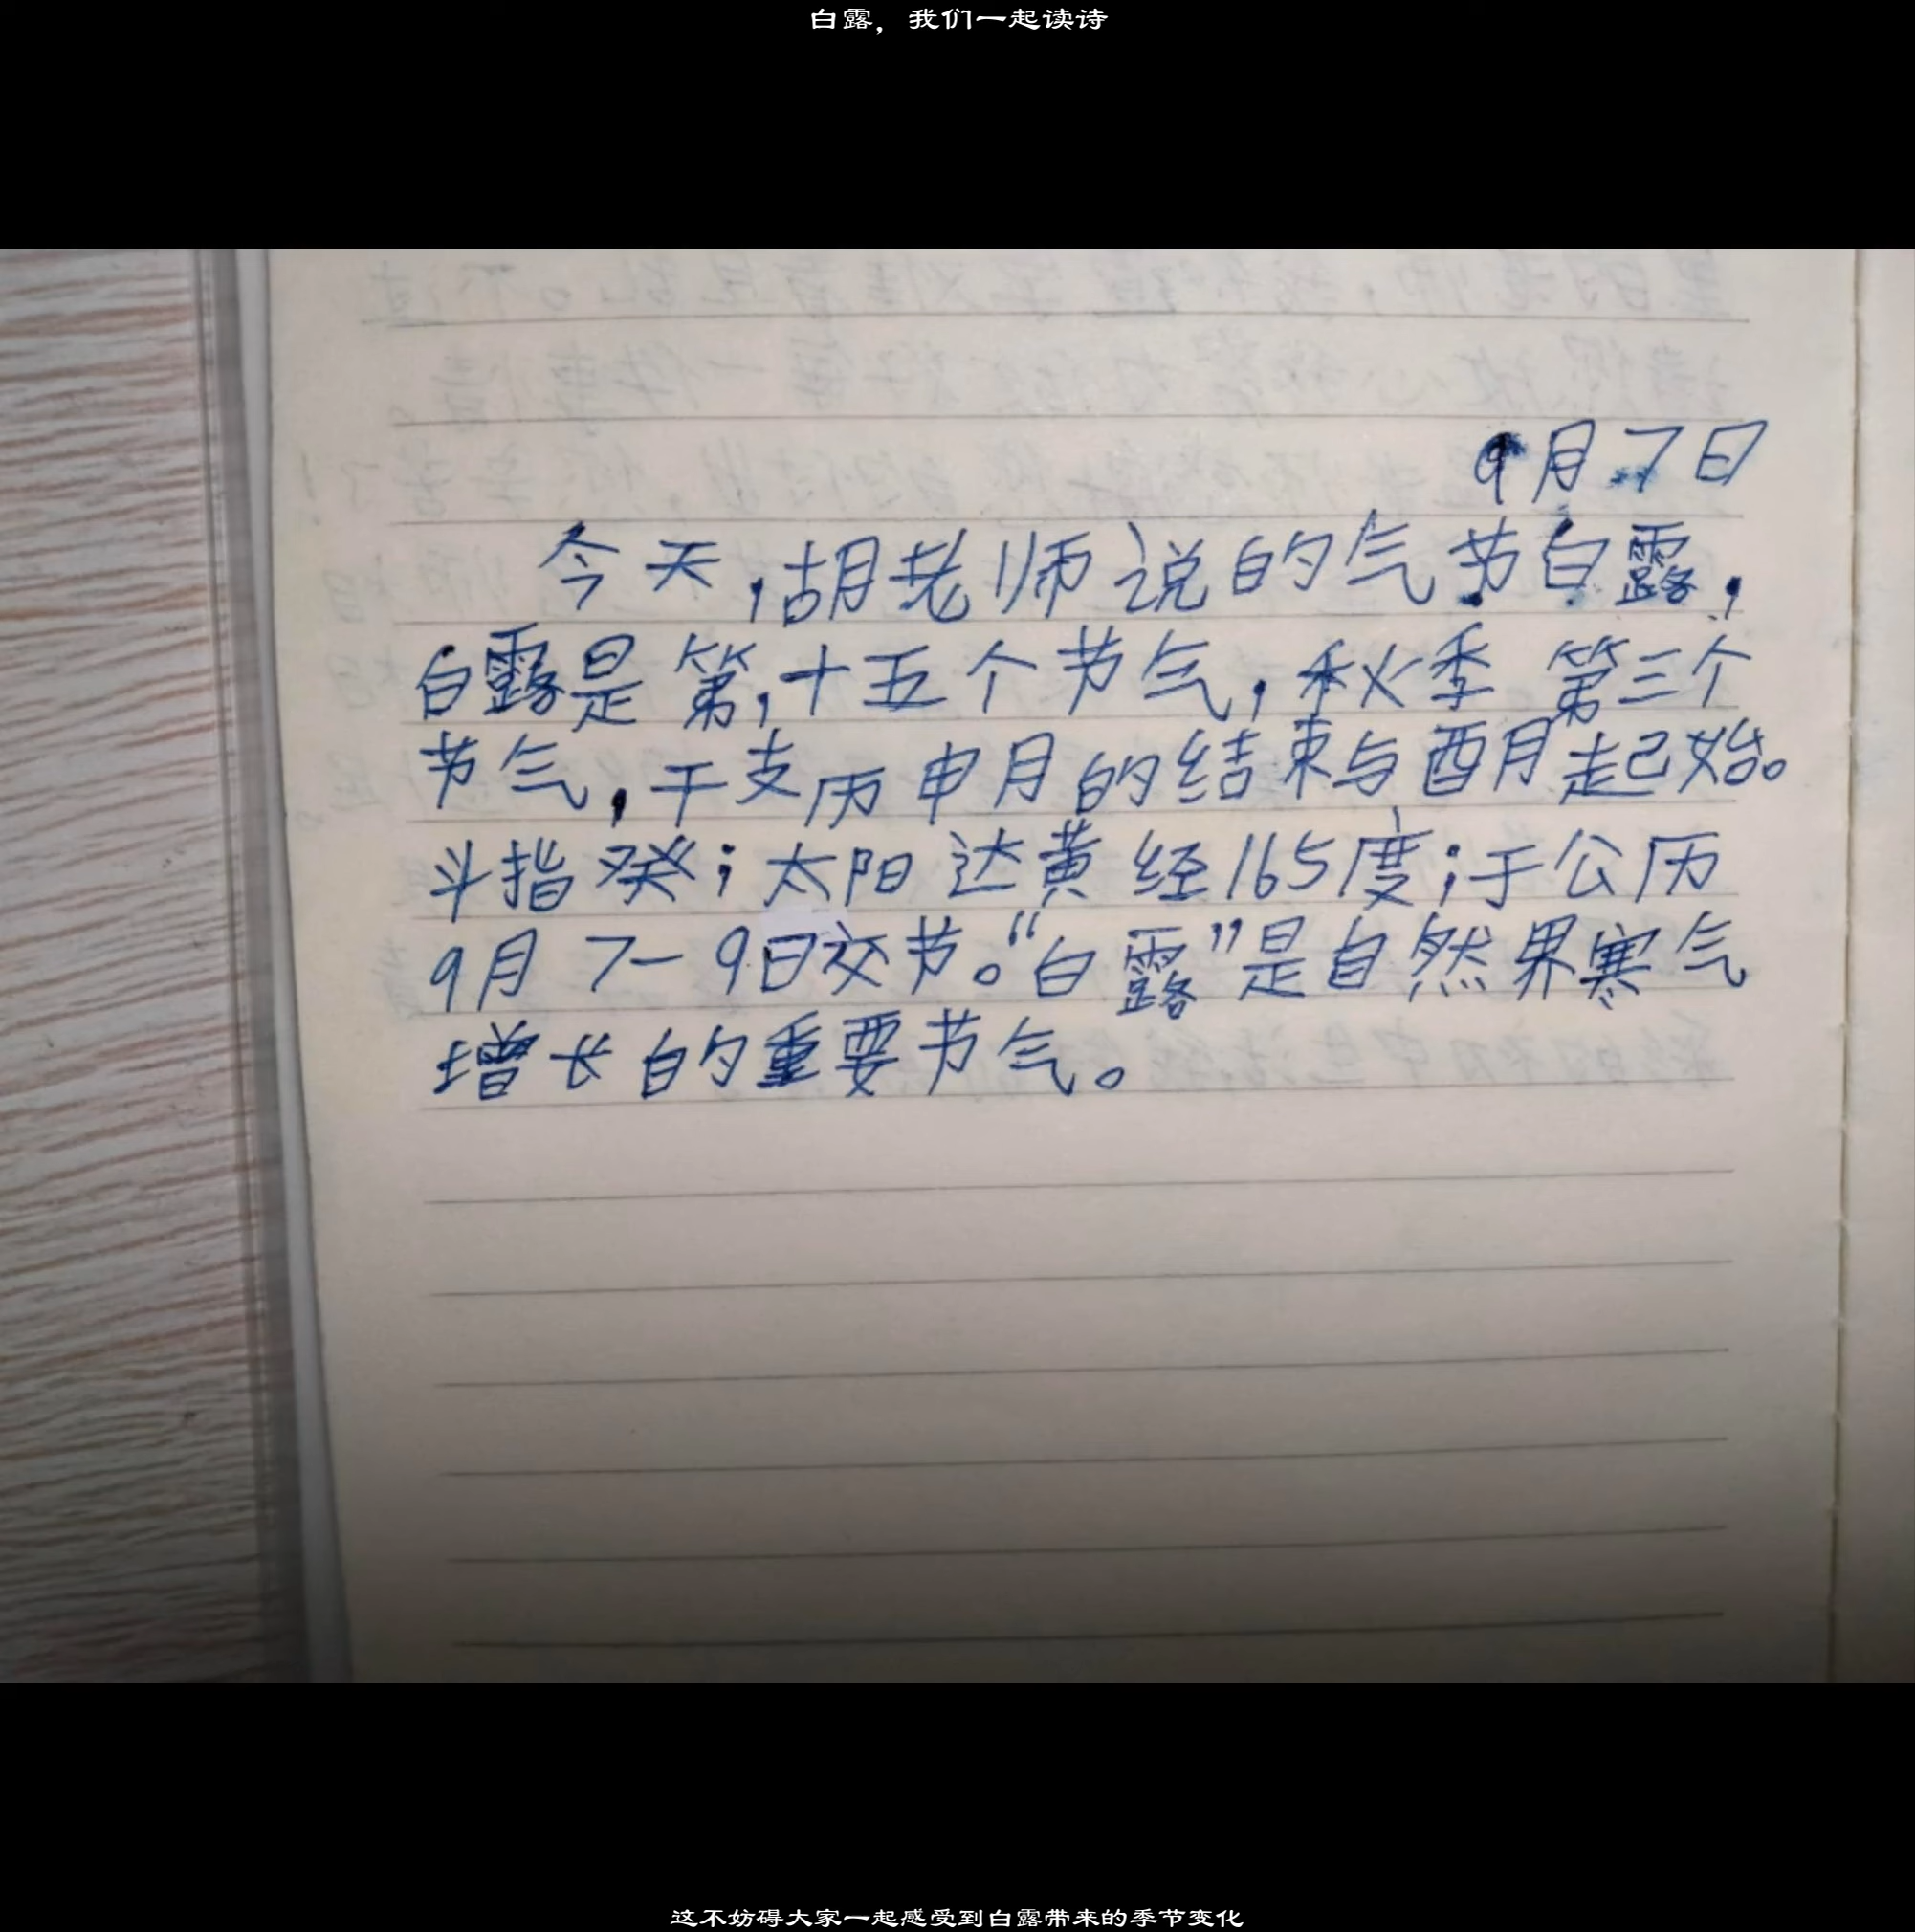 白露，我们一起读诗
9月7日
今天，胡老师说的气节白露，
白露是第，十五个节气，秋季第三个
节气，干支历申月的结束与酉月起始。
斗指癸；太阳达黄经165度；于公历
9月7—9日交节。“白露”是自然界寒气
增长的重要节气。
这不妨碍大家一起感受到白露带来的季节变化